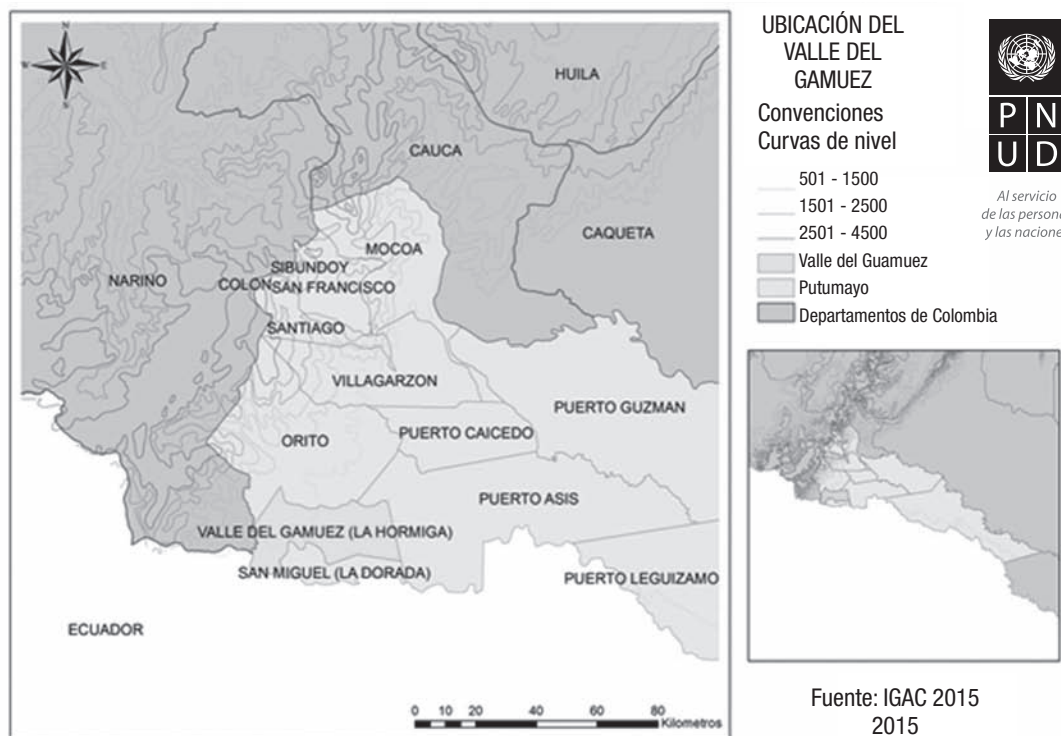 N
W
E
S
HUILA
CAUCA
CAQUETA
MOCOA
SIBUNDOY
NARINO
COLON
SAN FRANCISCO
SANTIAGO
VILLAGARZON
PUERTO GUZMAN
ORITO
PUERTO CAICEDO
PUERTO ASIS
VALLE DEL GAMUEZ (LA HORMIGA)
SAN MIGUEL (LA DORADA)
PUERTO LEGUIZAMO
ECUADOR
0 10 20 40 60 80
Kilometros
UBICACIÓN DEL
VALLE DEL
GAMUEZ
Convenciones
Curvas de nivel
501 - 1500
1501 - 2500
2501 - 4500
Valle del Guamuez
Putumayo
Departamentos de Colombia
P N
U D
Al servicio
de las persona
y las nacione
Fuente: IGAC 2015
2015